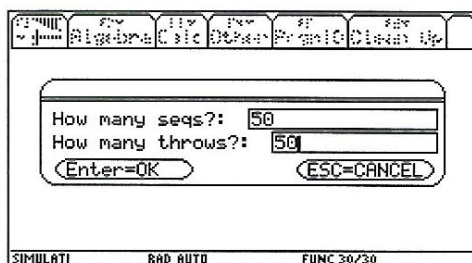 Algebra Calc Other PrgmIO Clean Up
How many seqs?: 50
How many throws?: 50
Enter=OK ESC=CANCEL
SIMULATI RAD AUTO FUNC 30/30